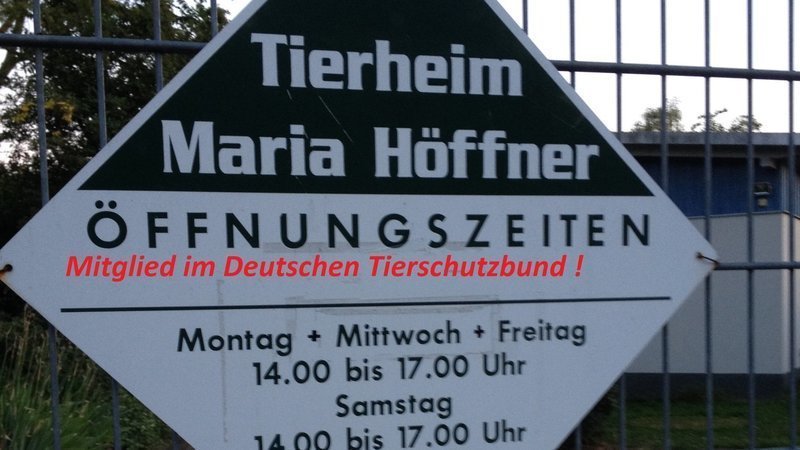 Tierheim
Maria Höffner
ÖFFNUNGSZEITEN
Mitglied im Deutschen Tierschutzbund !
Montag + Mittwoch + Freitag
14.00 bis 17.00 Uhr
Samstag
14.00 bis 17.00 Uhr